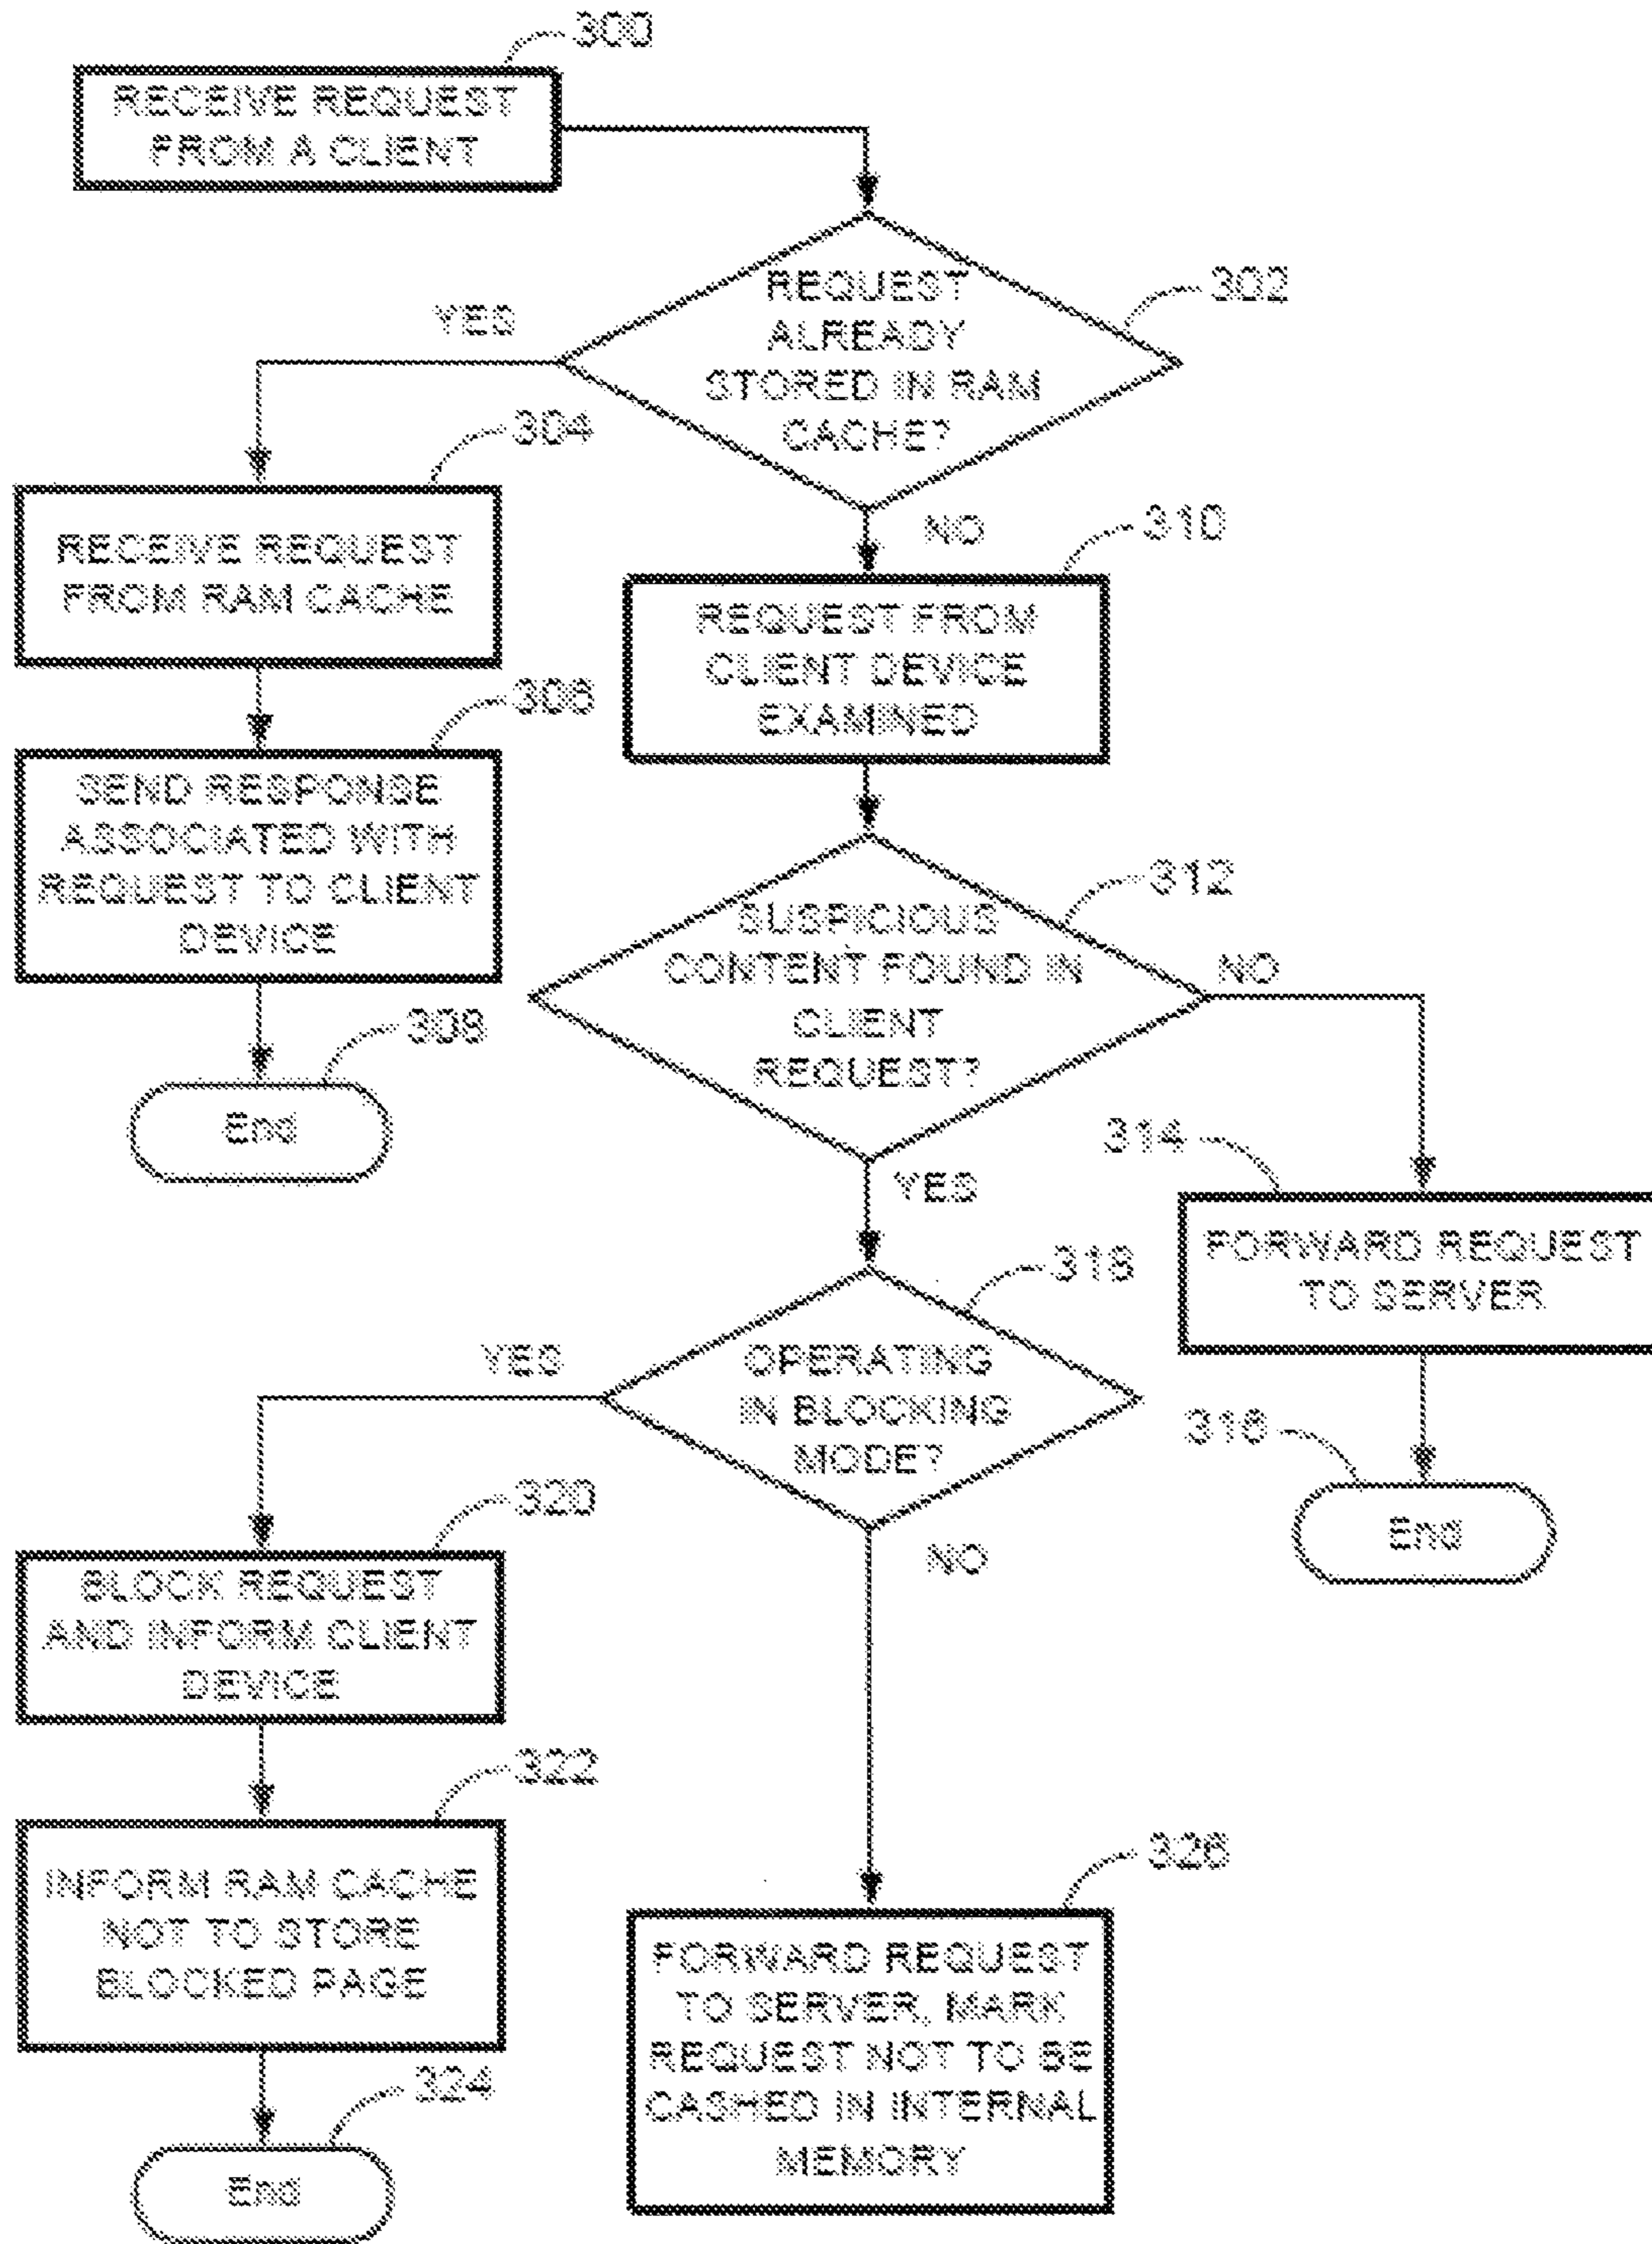 300
RECEIVE REQUEST
FROM A CLIENT
302
REQUEST
ALREADY
STORED IN RAM
CACHE?
YES
NO
304
RECEIVE REQUEST
FROM RAM CACHE
306
SEND RESPONSE
ASSOCIATED WITH
REQUEST TO CLIENT
DEVICE
308
End
310
REQUEST FROM
CLIENT DEVICE
EXAMINED
312
SUSPICIOUS
CONTENT FOUND IN
CLIENT
REQUEST?
NO
YES
314
FORWARD REQUEST
TO SERVER
316
End
318
OPERATING
IN BLOCKING
MODE?
YES
NO
320
BLOCK REQUEST
AND INFORM CLIENT
DEVICE
322
INFORM RAM CACHE
NOT TO STORE
BLOCKED PAGE
324
End
326
FORWARD REQUEST
TO SERVER, MARK
REQUEST NOT TO BE
CASHED IN INTERNAL
MEMORY